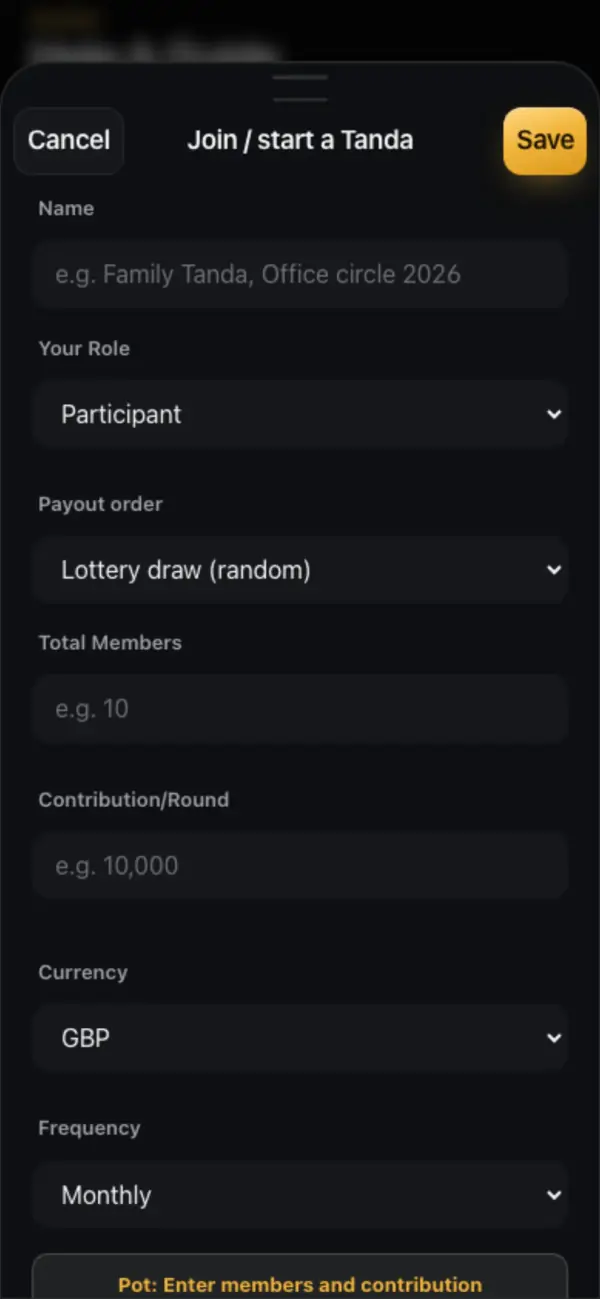 Cancel
Join / start a Tanda
Save
Name
e.g. Family Tanda, Office circle 2026
Your Role
Participant
Payout order
Lottery draw (random)
Total Members
e.g. 10
Contribution/Round
e.g. 10,000
Currency
GBP
Frequency
Monthly
Pot: Enter members and contribution